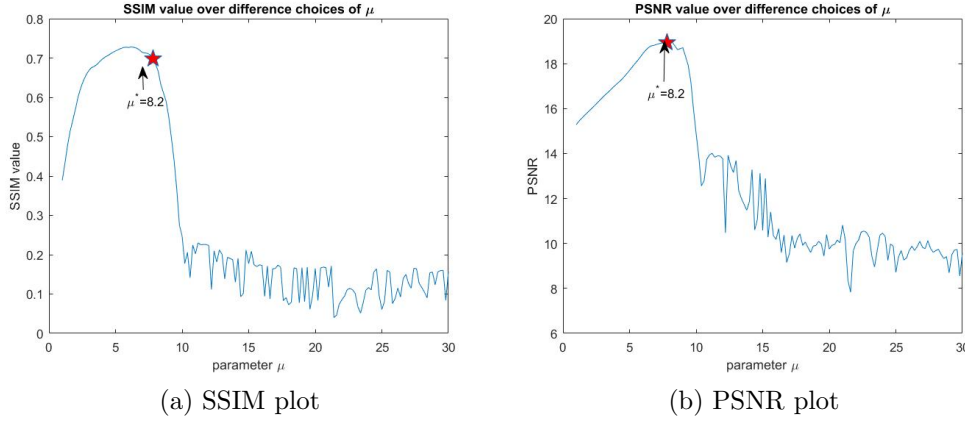 SSIM value over difference choices of μ
0.8
0.7
0.6
0.5
0.4
0.3
0.2
0.1
0
SSIM value
μ*=8.2
0 5 10 15 20 25 30
parameter μ
(a) SSIM plot
PSNR value over difference choices of μ
20
18
16
14
12
10
8
6
PSNR
μ*=8.2
0 5 10 15 20 25 30
parameter μ
(b) PSNR plot